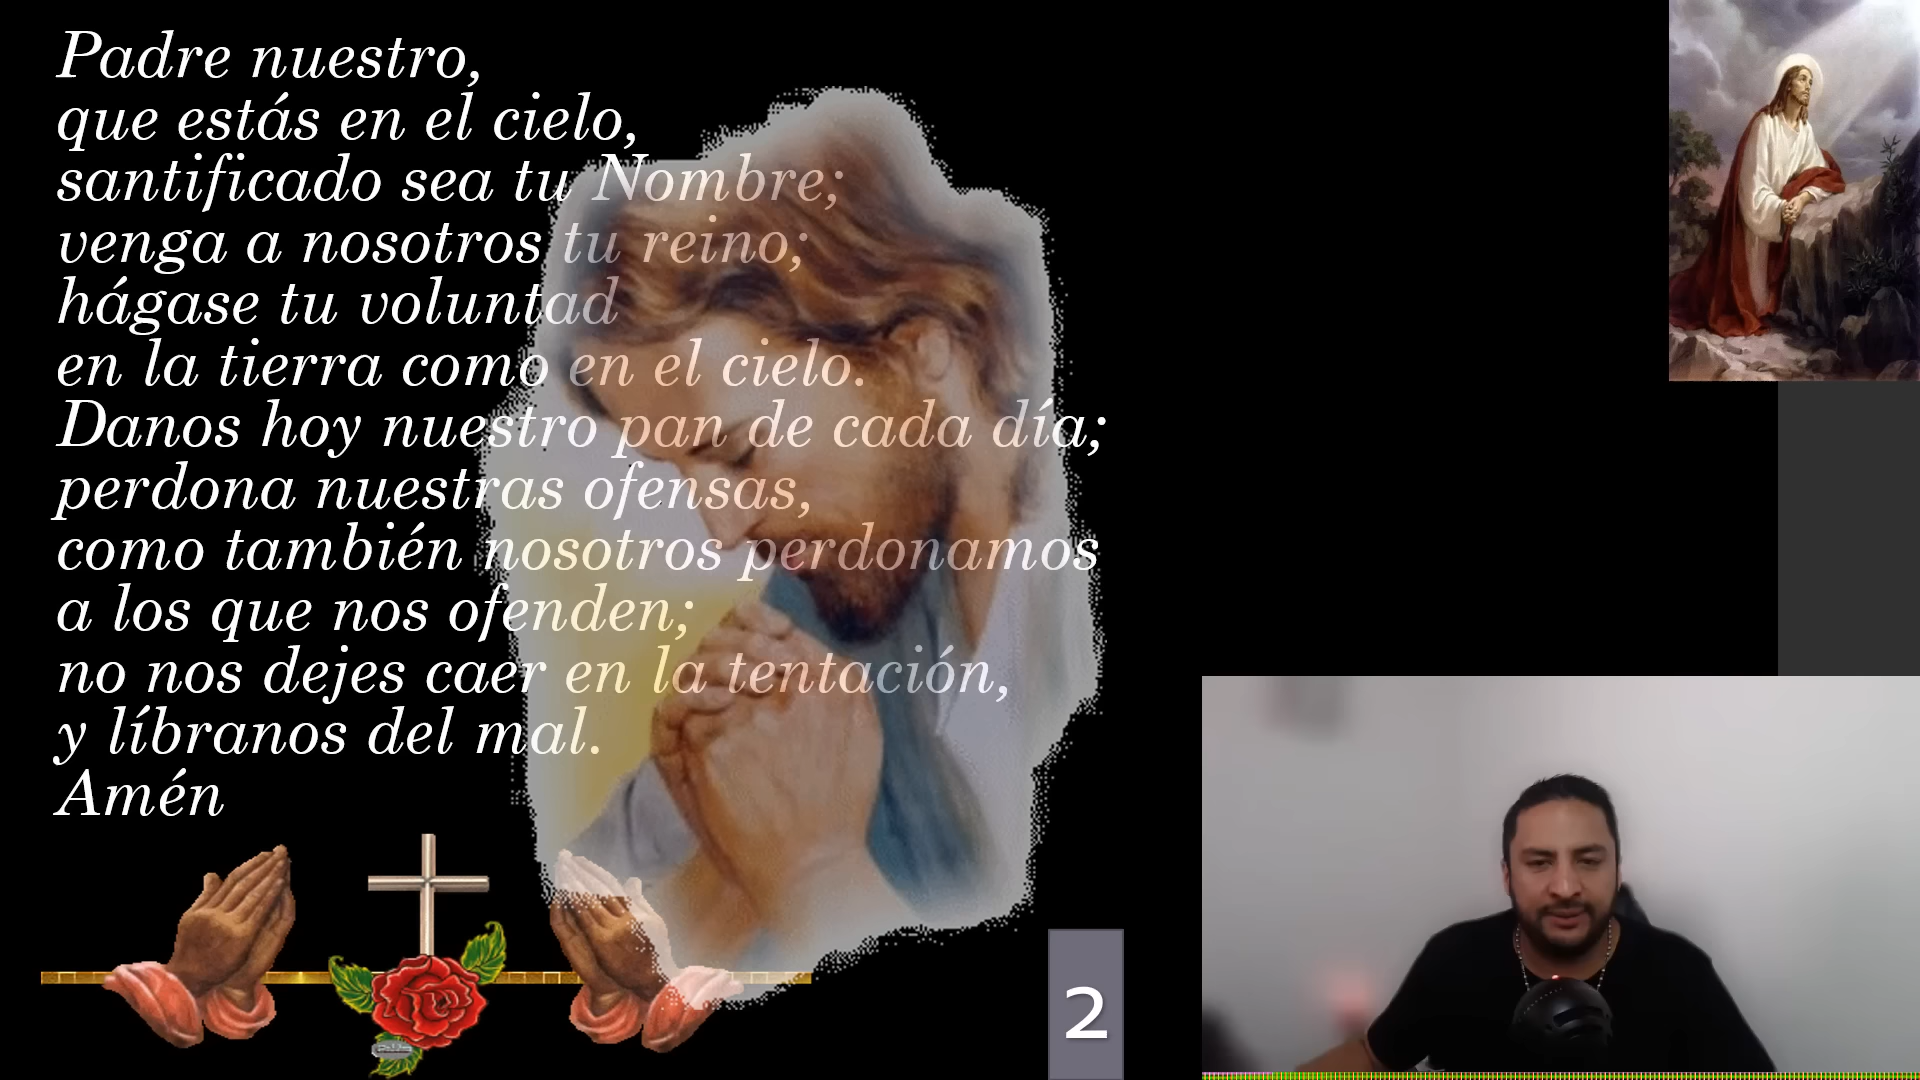 Padre nuestro,
que estás en el cielo,
santificado sea tu Nombre;
venga a nosotros tu reino;
hágase tu voluntad
en la tierra como en el cielo.
Danos hoy nuestro pan de cada día;
perdona nuestras ofensas,
como también nosotros perdonamos
a los que nos ofenden;
no nos dejes caer en la tentación,
y líbranos del mal.
Amén
2